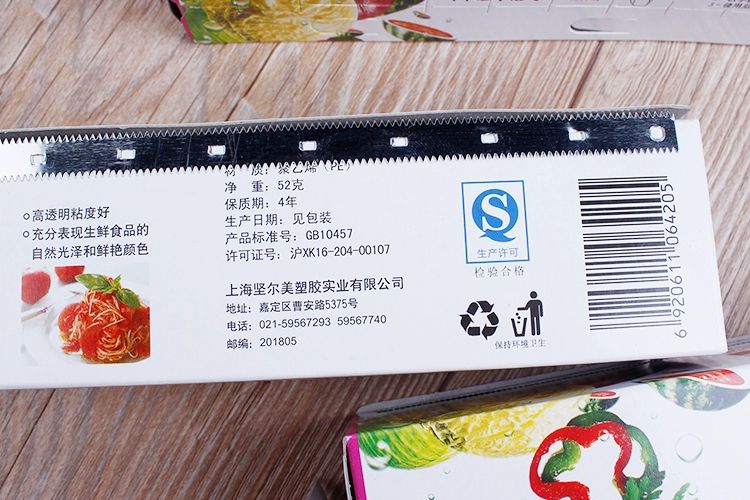 材 质：聚乙烯（PE）
净 重：52克
保质期：4年
生产日期：见包装
产品标准号：GB10457
许可证号：沪XK16-204-00107
高透明粘度好
充分表现生鲜食品的
自然光泽和鲜艳颜色
上海坚尔美塑胶实业有限公司
地址：嘉定区曹安路5375号
电话：021-59567293 59567740
邮编：201805
生产许可
检验合格
保持环境卫生
6920611064205